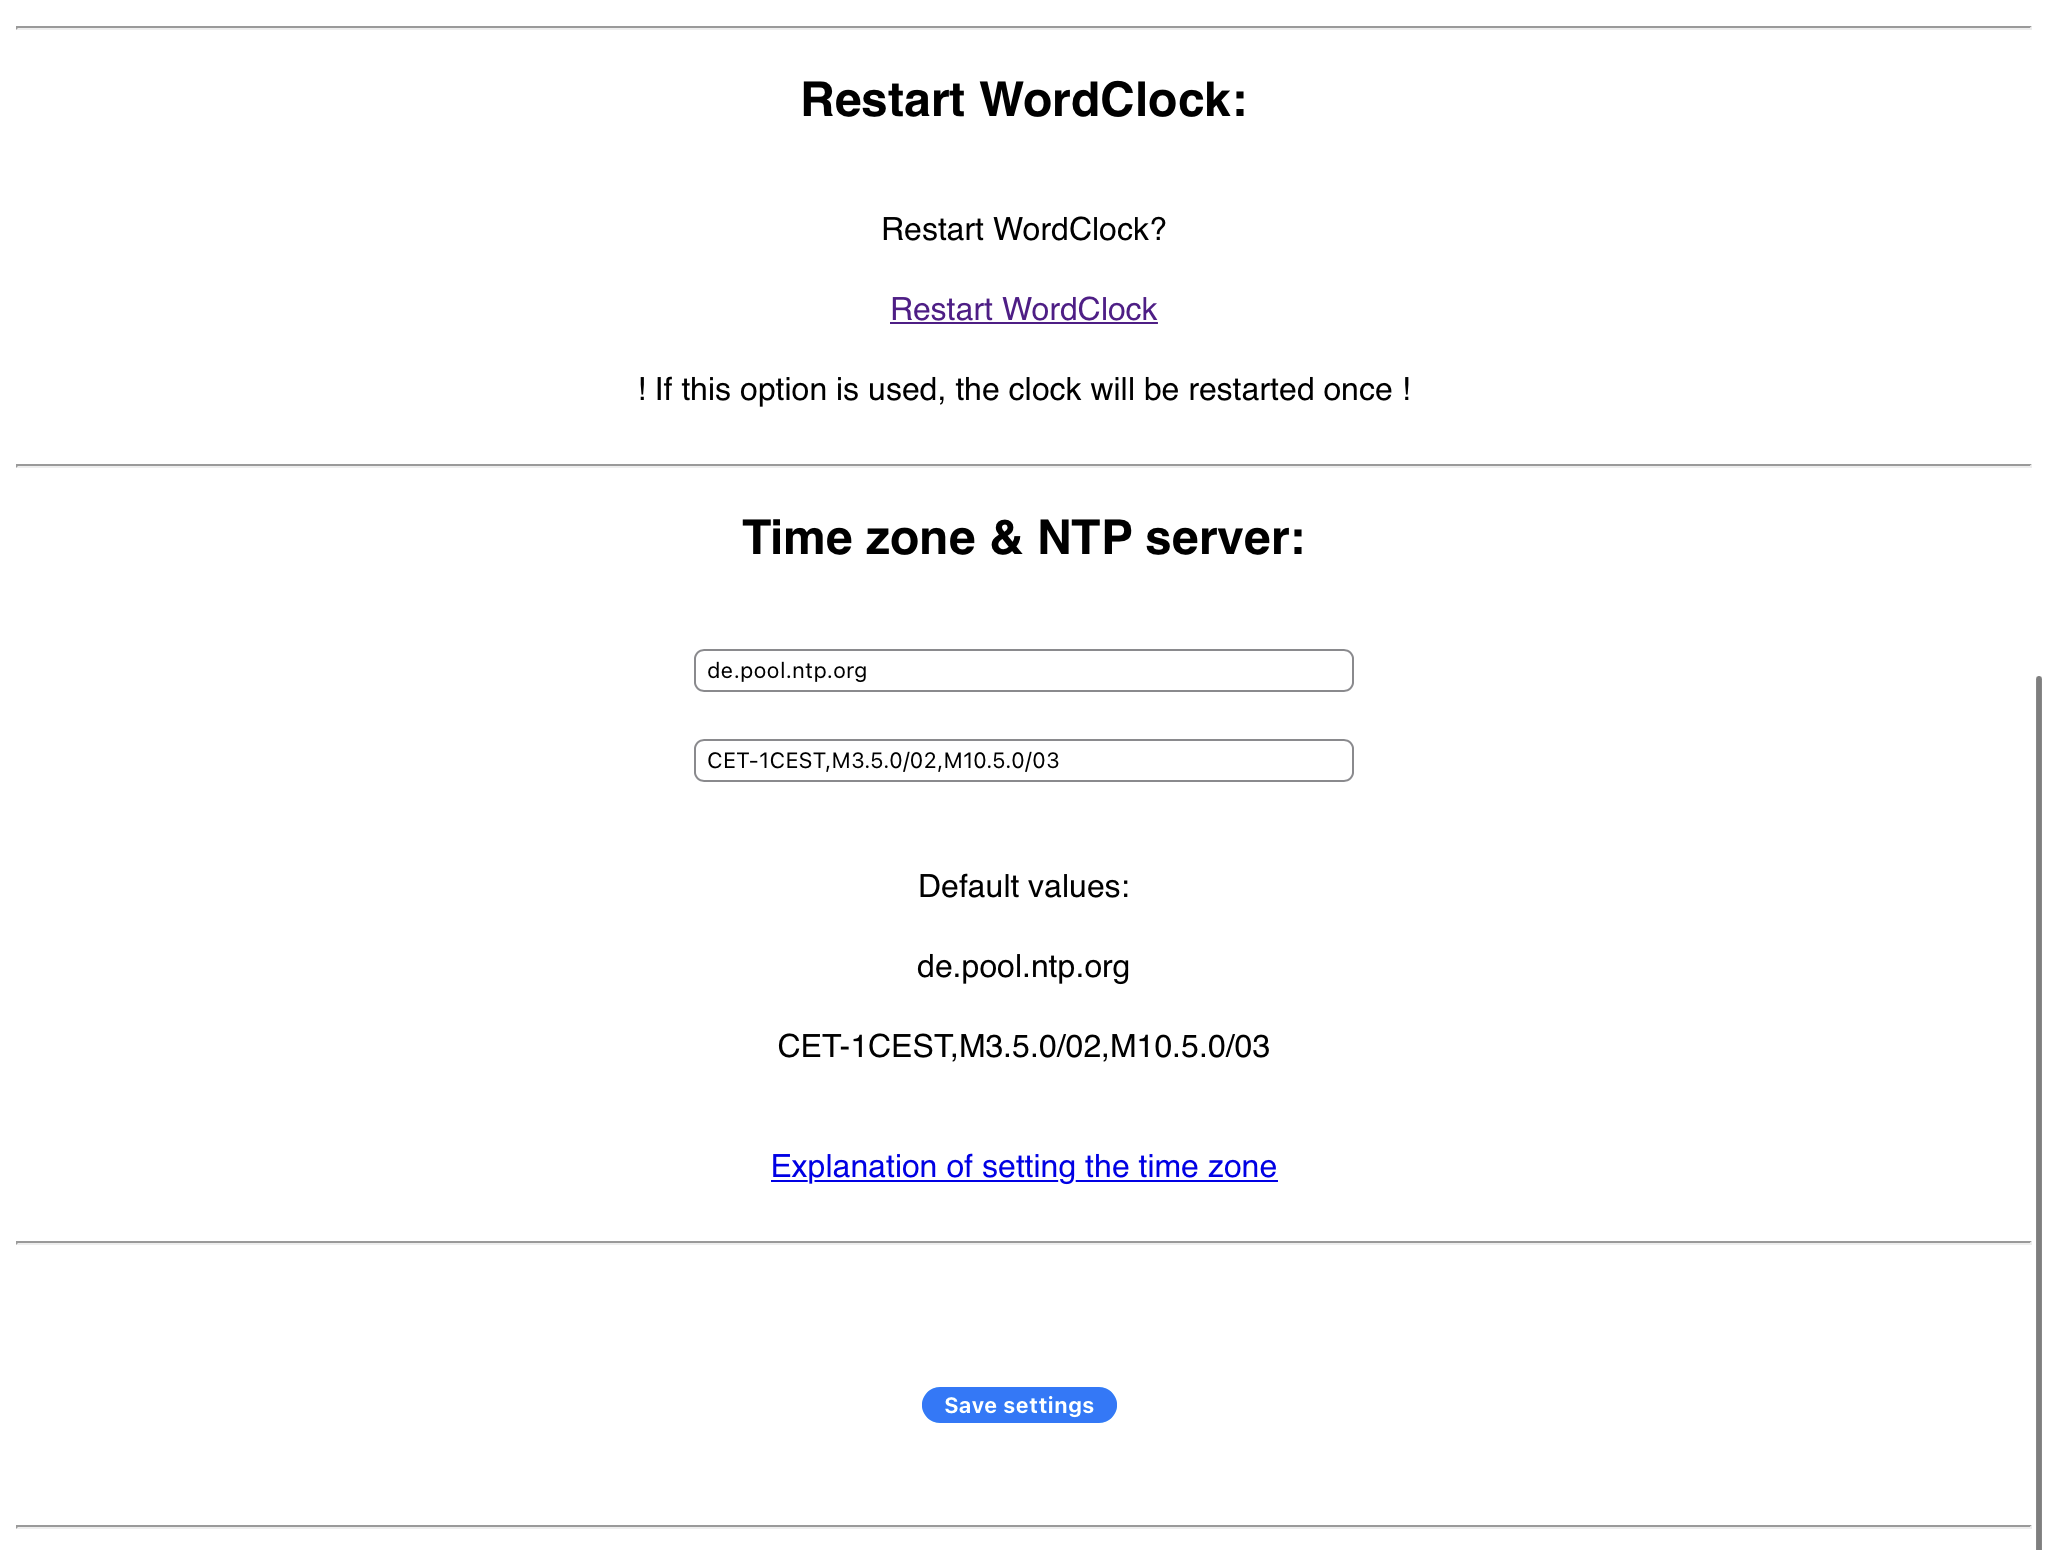 Restart WordClock:
Restart WordClock?
Restart WordClock
! If this option is used, the clock will be restarted once !
Time zone & NTP server:
de.pool.ntp.org
CET-1CEST,M3.5.0/02,M10.5.0/03
Default values:
de.pool.ntp.org
CET-1CEST,M3.5.0/02,M10.5.0/03
Explanation of setting the time zone
Save settings